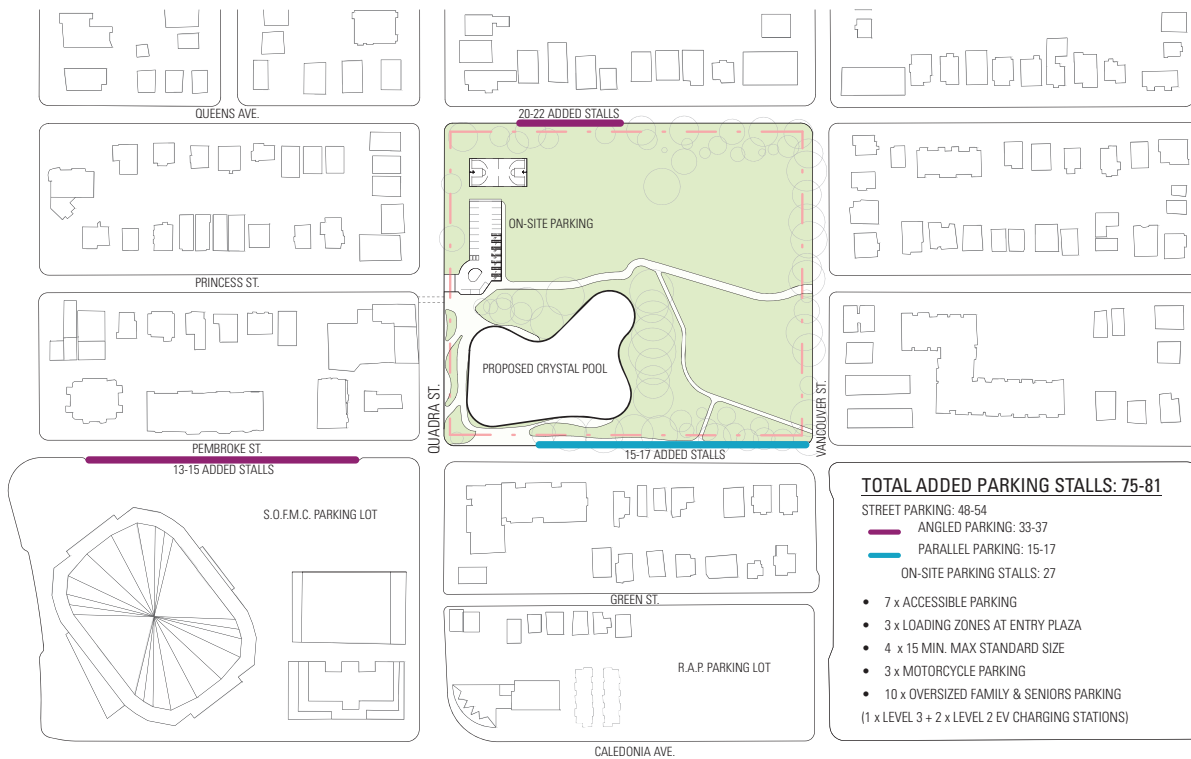 QUEENS AVE.
20-22 ADDED STALLS
ON-SITE PARKING
PRINCESS ST.
PROPOSED CRYSTAL POOL
QUADRA ST.
VANCOUVER ST.
PEMBROKE ST.
13-15 ADDED STALLS
15-17 ADDED STALLS
S.O.F.M.C. PARKING LOT
GREEN ST.
R.A.P. PARKING LOT
CALEDONIA AVE.
TOTAL ADDED PARKING STALLS: 75-81
STREET PARKING: 48-54
ANGLED PARKING: 33-37
PARALLEL PARKING: 15-17
ON-SITE PARKING STALLS: 27
• 7 x ACCESSIBLE PARKING
• 3 x LOADING ZONES AT ENTRY PLAZA
• 4 x 15 MIN. MAX STANDARD SIZE
• 3 x MOTORCYCLE PARKING
• 10 x OVERSIZED FAMILY & SENIORS PARKING
(1 x LEVEL 3 + 2 x LEVEL 2 EV CHARGING STATIONS)